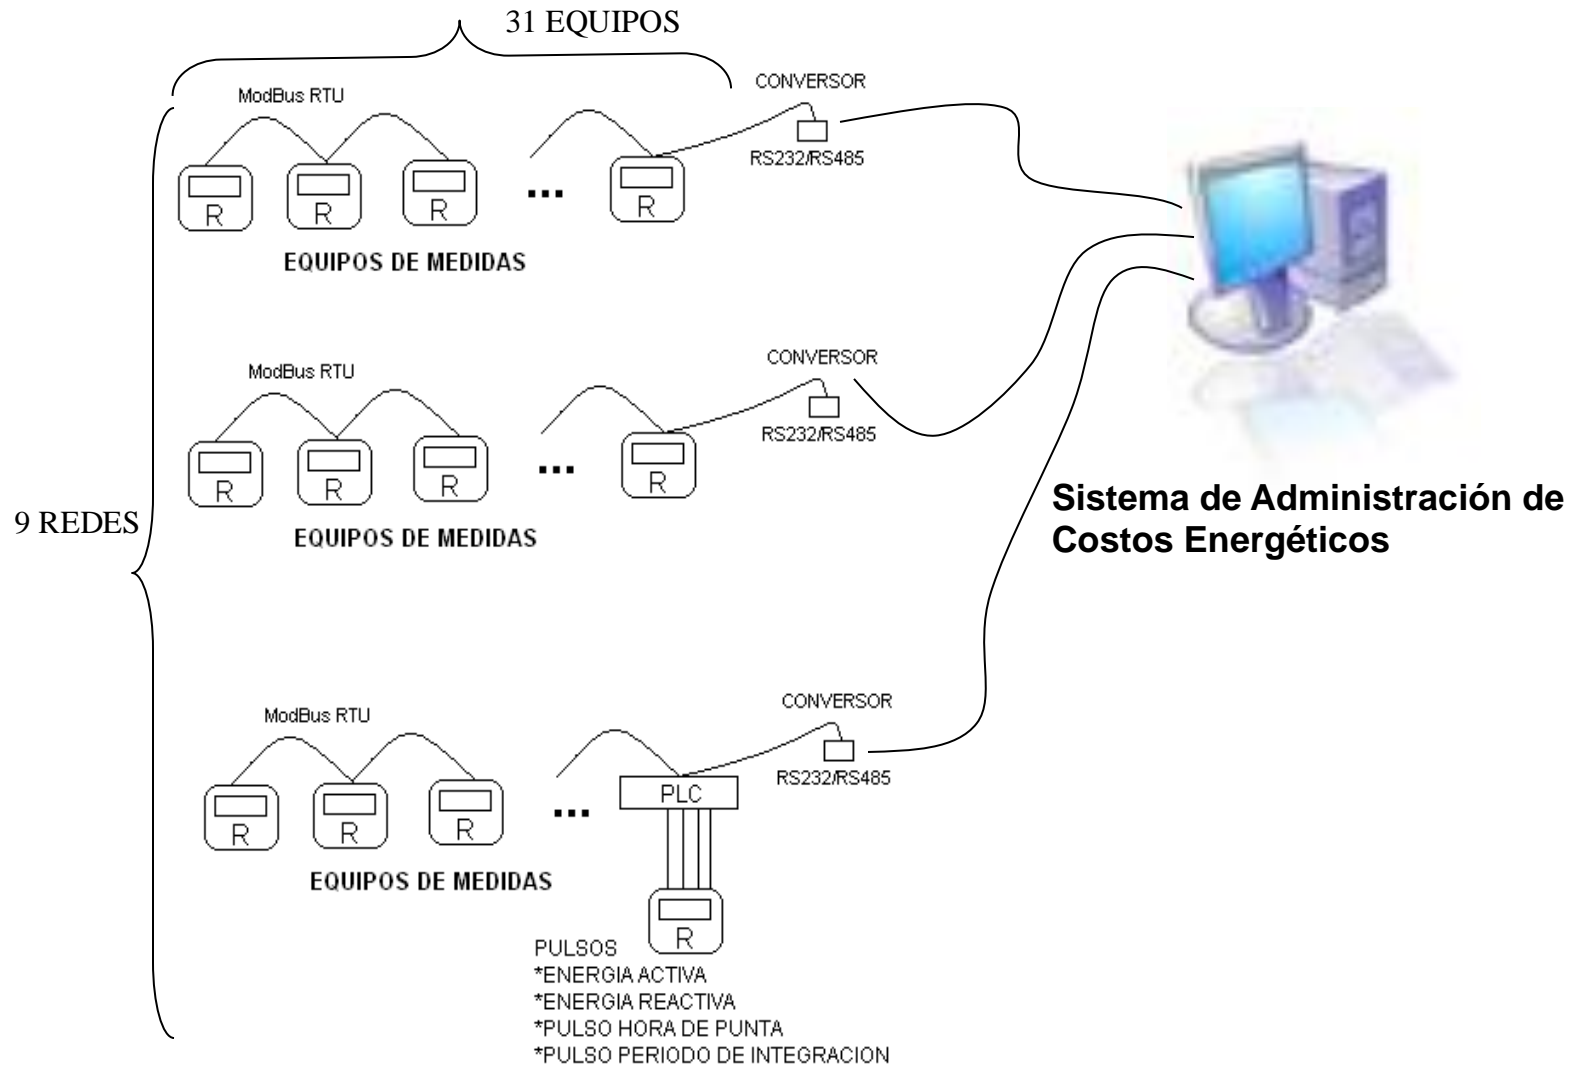 31 EQUIPOS
CONVERSOR
ModBus RTU
RS232/RS485
R R R ... R
EQUIPOS DE MEDIDAS
CONVERSOR
ModBus RTU
RS232/RS485
R R R ... R
9 REDES
EQUIPOS DE MEDIDAS
Sistema de Administración de
Costos Energéticos
CONVERSOR
ModBus RTU
RS232/RS485
PLC
R R R ...
EQUIPOS DE MEDIDAS
R
PULSOS
*ENERGIA ACTIVA
*ENERGIA REACTIVA
*PULSO HORA DE PUNTA
*PULSO PERIODO DE INTEGRACION